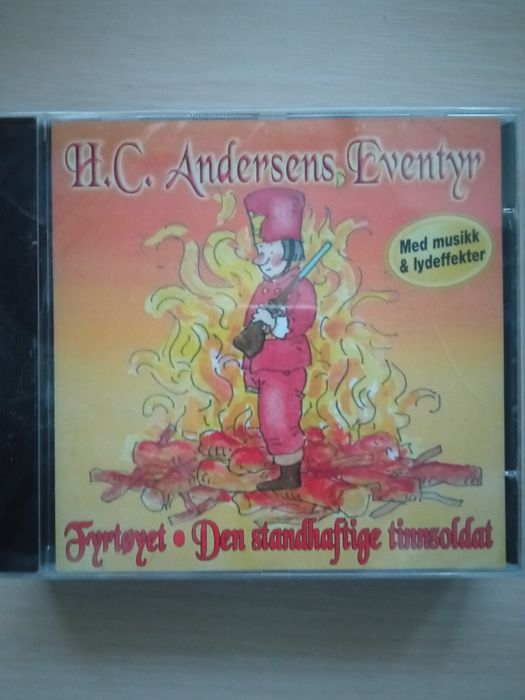 H.C. Andersens Eventyr
Med musikk
& lydeffekter
Fyrtøyet • Den standhaftige tinnsoldat